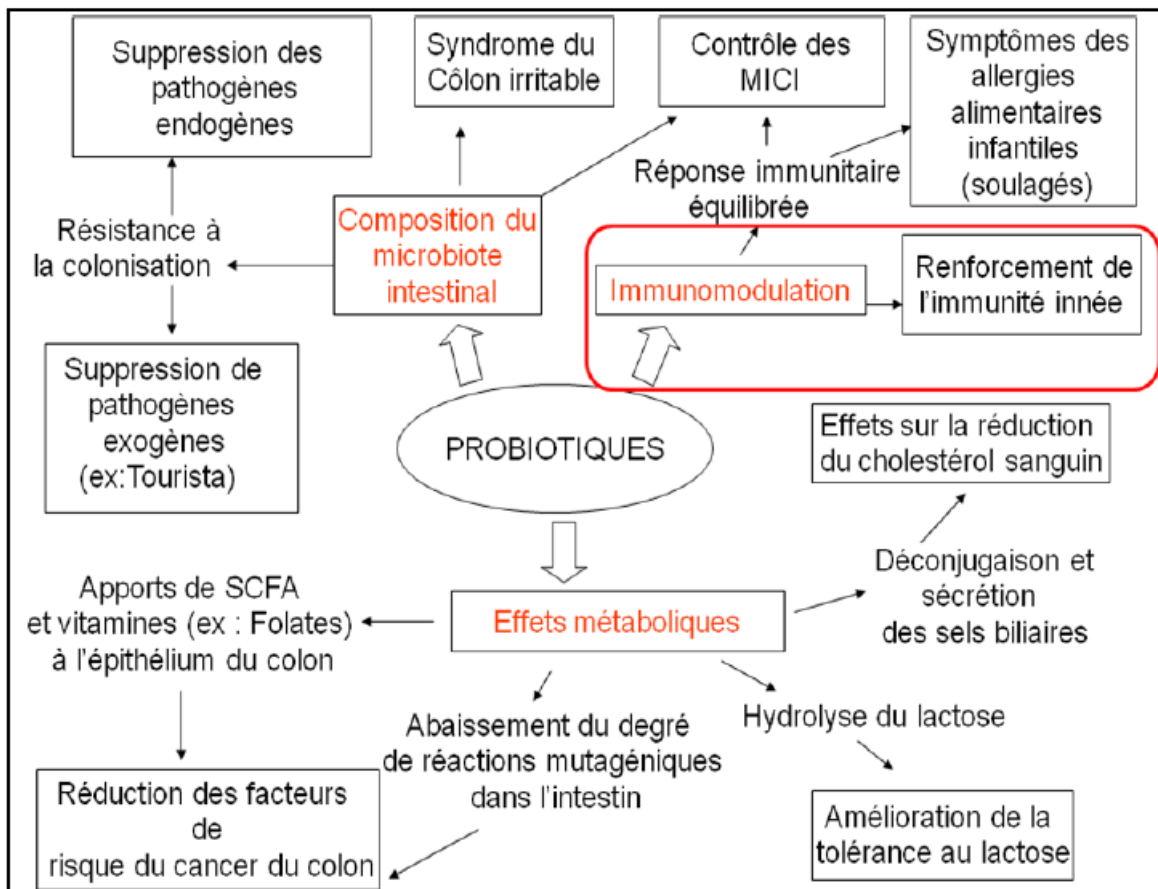 Suppression des
pathogènes
endogènes
Syndrome du
Côlon irritable
Contrôle des
MICI
Symptômes des
allergies
alimentaires
infantiles
(soulagés)
Réponse immunitaire
équilibrée
Résistance à
la colonisation
Composition du
microbiote
intestinal
Immunomodulation
Renforcement de
l'immunité innée
Suppression de
pathogènes
exogènes
(ex:Tourista)
PROBIOTIQUES
Effets sur la réduction
du cholestérol sanguin
Apports de SCFA
et vitamines (ex : Folates)
à l'épithélium du colon
Effets métaboliques
Déconjugaison et
sécrétion
des sels biliaires
Abaissement du degré
de réactions mutagéniques
dans l'intestin
Hydrolyse du lactose
Réduction des facteurs
de
risque du cancer du colon
Amélioration de la
tolérance au lactose